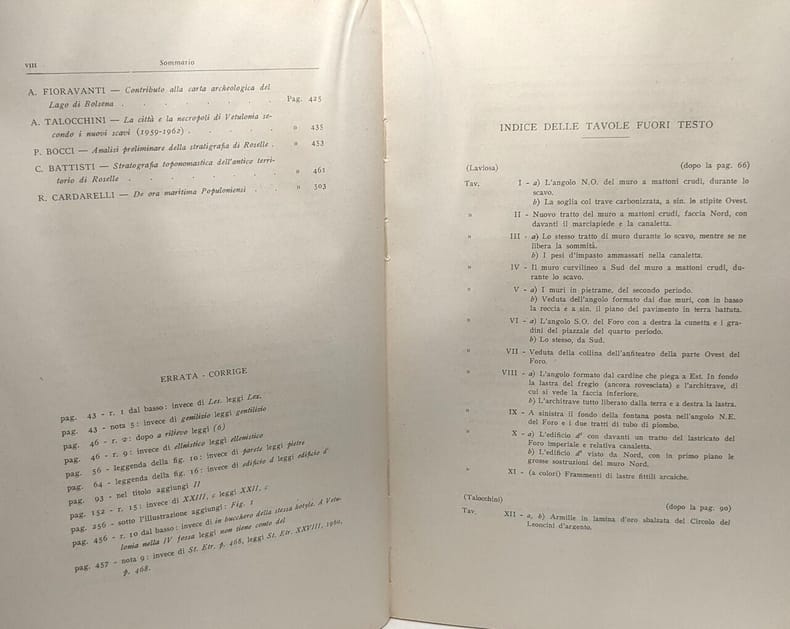 VIII Sommario
A. FIORAVANTI — Contributo alla carta archeologica del
Lago di Bolsena . . . . . . . . Pag. 425
A. TALOCCHINI — La città e la necropoli di Vetulonia se-
condo i nuovi scavi (1959-1962) . . . . . » 435
P. BOCCI — Analisi preliminare della stratigrafia di Roselle . » 453
C. BATTISTI — Stratografia toponomastica dell'antico terri-
torio di Roselle . . . . . . . . » 461
R. CARDARELLI — De ora maritima Populoniensi . . » 503
ERRATA - CORRIGE
pag. 43 - r. 1 dal basso: invece di Les. leggi Lex.
pag. 43 - nota 5: invece di gemilizio leggi gentilizio
pag. 46 - r. 2: dopo a rilievo leggi (6)
pag. 46 - r. 9: invece di ellnistico leggi ellenistico
pag. 56 - leggenda della fig. 10: invece di parete leggi pietre
pag. 64 - leggenda della fig. 16: invece di edificio d leggi edificio d'
pag. 93 - nel titolo aggiungi II
pag. 152 - r. 15: invece di XXIII, c leggi XXII, c
pag. 256 - sotto l'illustrazione aggiungi: Fig. 1
pag. 456 - r. 10 dal basso: invece di in bucchero della stessa kotyle. A Vetu-
lonia nella IV fossa leggi non tiene conto del
pag. 457 - nota 9: invece di St. Etr. p. 468, leggi St. Etr. XXVIII, 1960,
p. 468.
INDICE DELLE TAVOLE FUORI TESTO
(Laviosa) (dopo la pag. 66)
Tav. I - a) L'angolo N.O. del muro a mattoni crudi, durante lo
scavo.
b) La soglia col trave carbonizzata, a sin. lo stipite Ovest.
» II - Nuovo tratto del muro a mattoni crudi, faccia Nord, con
davanti il marciapiede e la canaletta.
» III - a) Lo stesso tratto di muro durante lo scavo, mentre se ne
libera la sommità.
b) I pesi d'impasto ammassati nella canaletta.
» IV - Il muro curvilineo a Sud del muro a mattoni crudi, du-
rante lo scavo.
» V - a) I muri in pietrame, del secondo periodo.
b) Veduta dell'angolo formato dai due muri, con in basso
la roccia e a sin. il piano del pavimento in terra battuta.
» VI - a) L'angolo S.O. del Foro con a destra la cunetta e i gra-
dini del piazzale del quarto periodo.
b) Lo stesso, da Sud.
» VII - Veduta della collina dell'anfiteatro della parte Ovest del
Foro.
» VIII - a) L'angolo formato dal cardine che piega a Est. In fondo
la lastra del fregio (ancora rovesciata) e l'architrave, di
cui si vede la faccia inferiore.
b) L'architrave tutto liberato dalla terra e a destra la lastra.
» IX - A sinistra il fondo della fontana posta nell'angolo N.E.
del Foro e i due tratti di tubo di piombo.
» X - a) L'edificio d' con davanti un tratto del lastricato del
Foro imperiale e relativa canaletta.
b) L'edificio d' visto da Nord, con in primo piano le
grosse sostruzioni del muro Nord.
» XI - (a colori) Frammenti di lastre fittili arcaiche.
(Talocchini) (dopo la pag. 90)
Tav. XII - a, b) Armille in lamina d'oro sbalzata del Circolo dei
Leoncini d'argento.